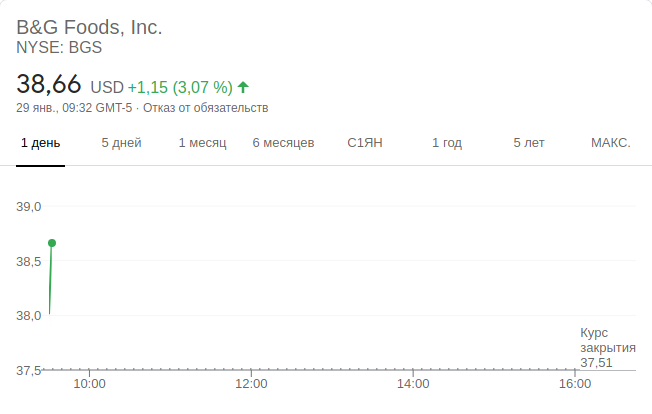 B&G Foods, Inc.
NYSE: BGS
38,66 USD +1,15 (3,07 %)
29 янв., 09:32 GMT-5 · Отказ от обязательств
1 день 5 дней 1 месяц 6 месяцев С1ЯН 1 год 5 лет МАКС.
39,0
38,5
38,0
Курс
закрытия
37,51
37,5
10:00 12:00 14:00 16:00